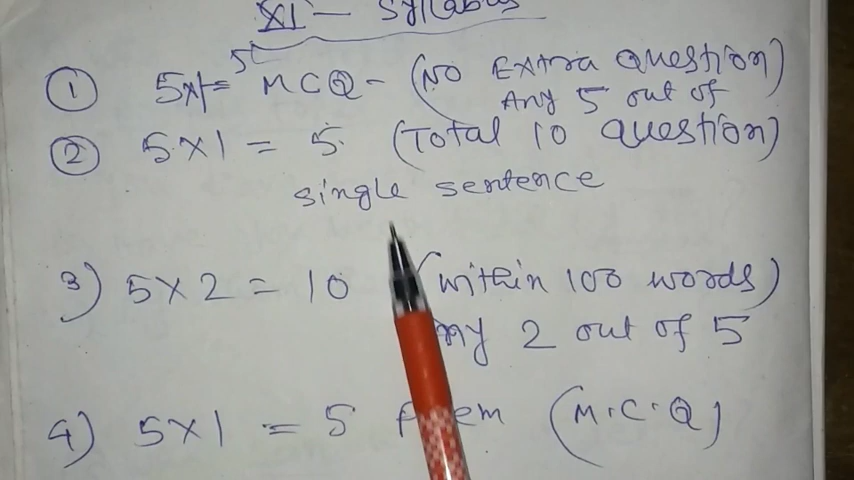 XI - Syllabus
① 5x1= 5 MCQ - (No Extra question)
Any 5 out of
② 5x1 = 5. (Total 10 question)
single sentence
3) 5x2 = 10 (within 100 words)
any 2 out of 5
4) 5x1 = 5 (M.C.Q)